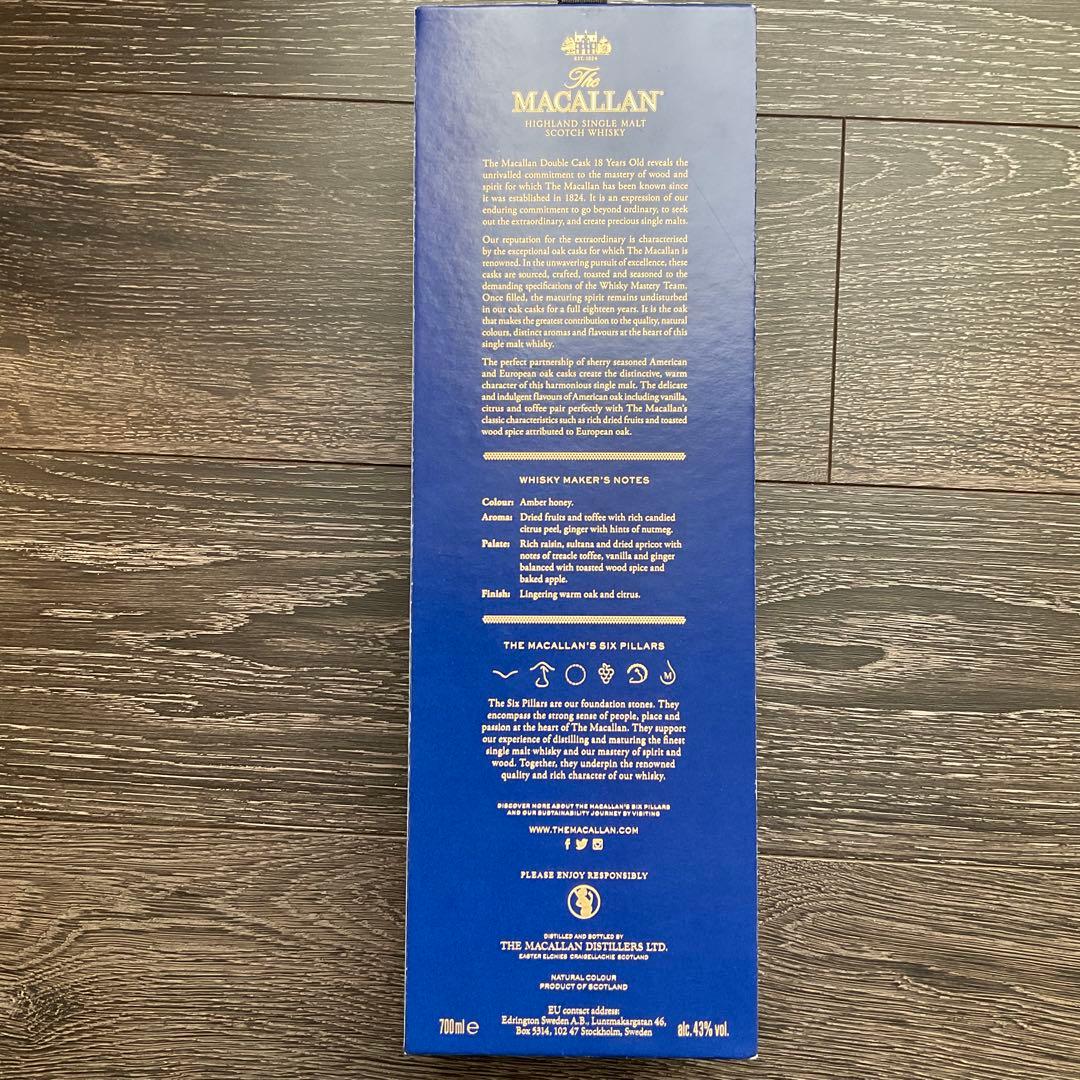 EST. 1824
The
MACALLAN
HIGHLAND SINGLE MALT
SCOTCH WHISKY
The Macallan Double Cask 18 Years Old reveals the
unrivalled commitment to the mastery of wood and
spirit for which The Macallan has been known since
it was established in 1824. It is an expression of our
enduring commitment to go beyond ordinary, to seek
out the extraordinary, and create precious single malts.
Our reputation for the extraordinary is characterised
by the exceptional oak casks for which The Macallan is
renowned. In the unwavering pursuit of excellence, these
casks are sourced, crafted, toasted and seasoned to the
demanding specifications of the Whisky Mastery Team.
Once filled, the maturing spirit remains undisturbed
in our oak casks for a full eighteen years. It is the oak
that makes the greatest contribution to the quality, natural
colours, distinct aromas and flavours at the heart of this
single malt whisky.
The perfect partnership of sherry seasoned American
and European oak casks create the distinctive, warm
character of this harmonious single malt. The delicate
and indulgent flavours of American oak including vanilla,
citrus and toffee pair perfectly with The Macallan's
classic characteristics such as rich dried fruits and toasted
wood spice attributed to European oak.
WHISKY MAKER'S NOTES
Colour: Amber honey.
Aroma: Dried fruits and toffee with rich candied
citrus peel, ginger with hints of nutmeg.
Palate: Rich raisin, sultana and dried apricot with
notes of treacle toffee, vanilla and ginger
balanced with toasted wood spice and
baked apple.
Finish: Lingering warm oak and citrus.
THE MACALLAN'S SIX PILLARS
M
The Six Pillars are our foundation stones. They
encompass the strong sense of people, place and
passion at the heart of The Macallan. They support
our experience of distilling and maturing the finest
single malt whisky and our mastery of spirit and
wood. Together, they underpin the renowned
quality and rich character of our whisky.
DISCOVER MORE ABOUT THE MACALLAN'S SIX PILLARS
AND OUR SUSTAINABILITY JOURNEY BY VISITING
WWW.THEMACALLAN.COM
PLEASE ENJOY RESPONSIBLY
DISTILLED AND BOTTLED BY
THE MACALLAN DISTILLERS LTD.
EASTER ELCHIES CRAIGELLACHIE SCOTLAND
NATURAL COLOUR
PRODUCT OF SCOTLAND
EU contact address:
Edrington Sweden A.B., Luntmakargatan 46,
Box 5314, 102 47 Stockholm, Sweden
700ml e
alc. 43% vol.